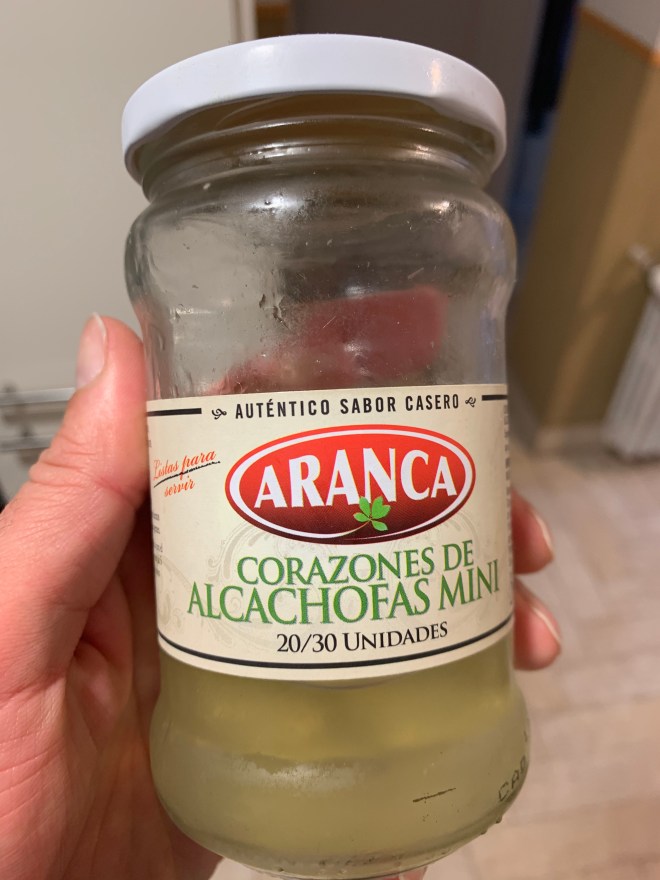 AUTÉNTICO SABOR CASERO
Listas para
servir
ARANCA
CORAZONES DE
ALCACHOFAS MINI
20/30 UNIDADES